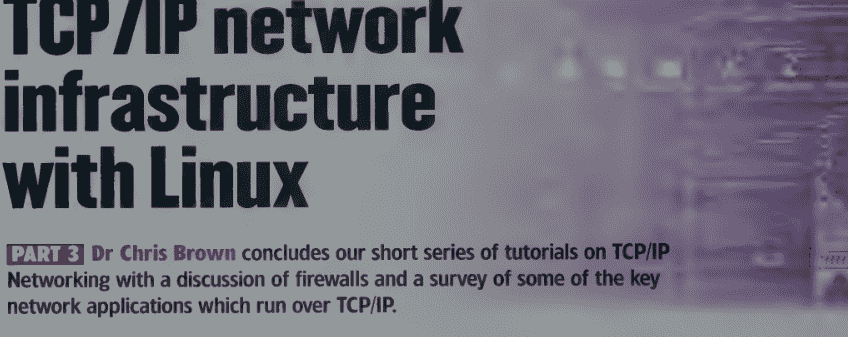 TCP/IP network
infrastructure
with Linux
PART 3 Dr Chris Brown concludes our short series of tutorials on TCP/IP
Networking with a discussion of firewalls and a survey of some of the key
network applications which run over TCP/IP.